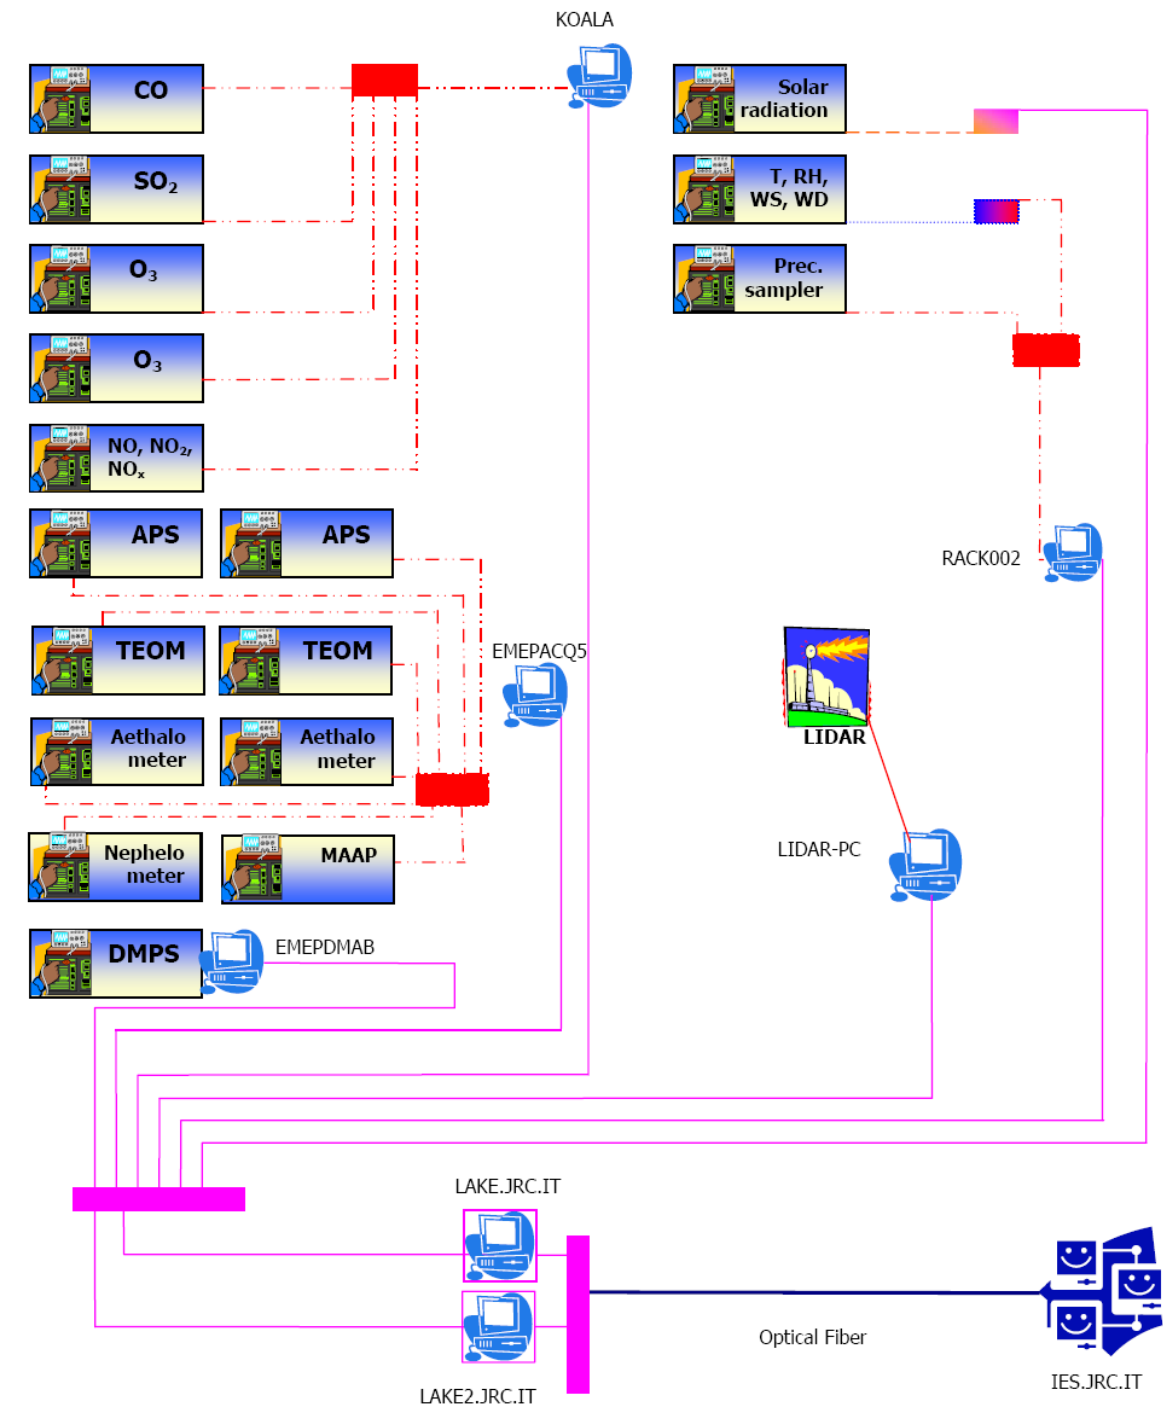 KOALA
CO
Solar
radiation
SO₂
T, RH,
WS, WD
O₃
Prec.
sampler
O₃
NO, NO₂,
NOₓ
APS
APS
RACK002
TEOM
TEOM
EMEPACQ5
Aethalo
meter
Aethalo
meter
LIDAR
Nephelo
meter
MAAP
LIDAR-PC
DMPS
EMEPDMAB
LAKE.JRC.IT
Optical Fiber
IES.JRC.IT
LAKE2.JRC.IT